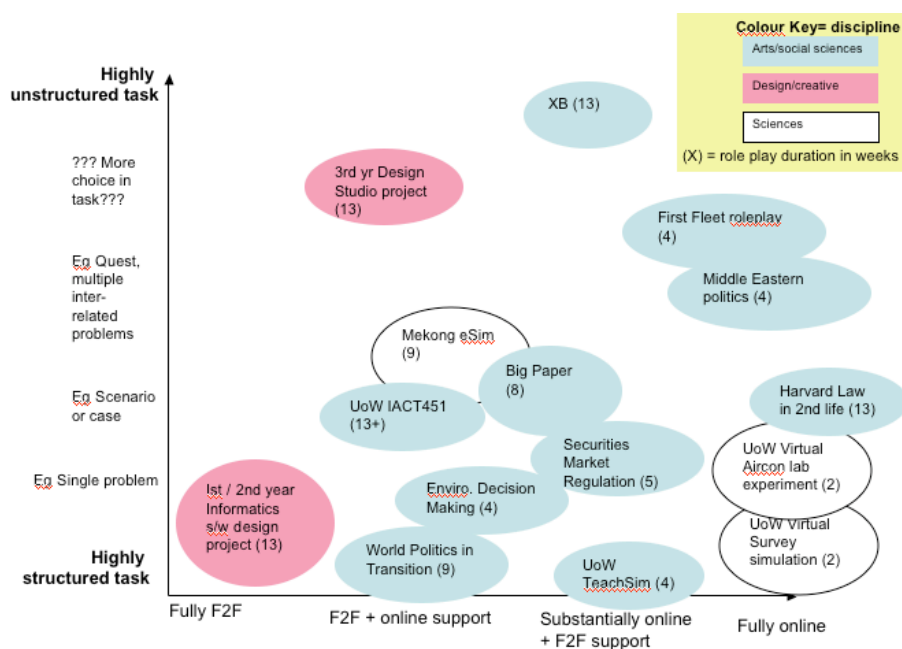 Colour Key= discipline
Arts/social sciences
Design/creative
Sciences
(X) = role play duration in weeks
Highly
unstructured task
??? More
choice in
task???
Eg Quest,
multiple
inter-
related
problems
Eg Scenario
or case
Eg Single problem
Highly
structured task
XB (13)
3rd yr Design
Studio project
(13)
First Fleet roleplay
(4)
Middle Eastern
politics (4)
Mekong eSim
(9)
Big Paper
(8)
Harvard Law
in 2nd life (13)
UoW IACT451
(13+)
Securities
Market
Regulation (5)
UoW Virtual
Aircon lab
experiment (2)
Ist / 2nd year
Informatics
s/w design
project (13)
Enviro. Decision
Making (4)
UoW Virtual
Survey
simulation (2)
World Politics in
Transition (9)
UoW
TeachSim (4)
Fully F2F
F2F + online support
Substantially online
+ F2F support
Fully online